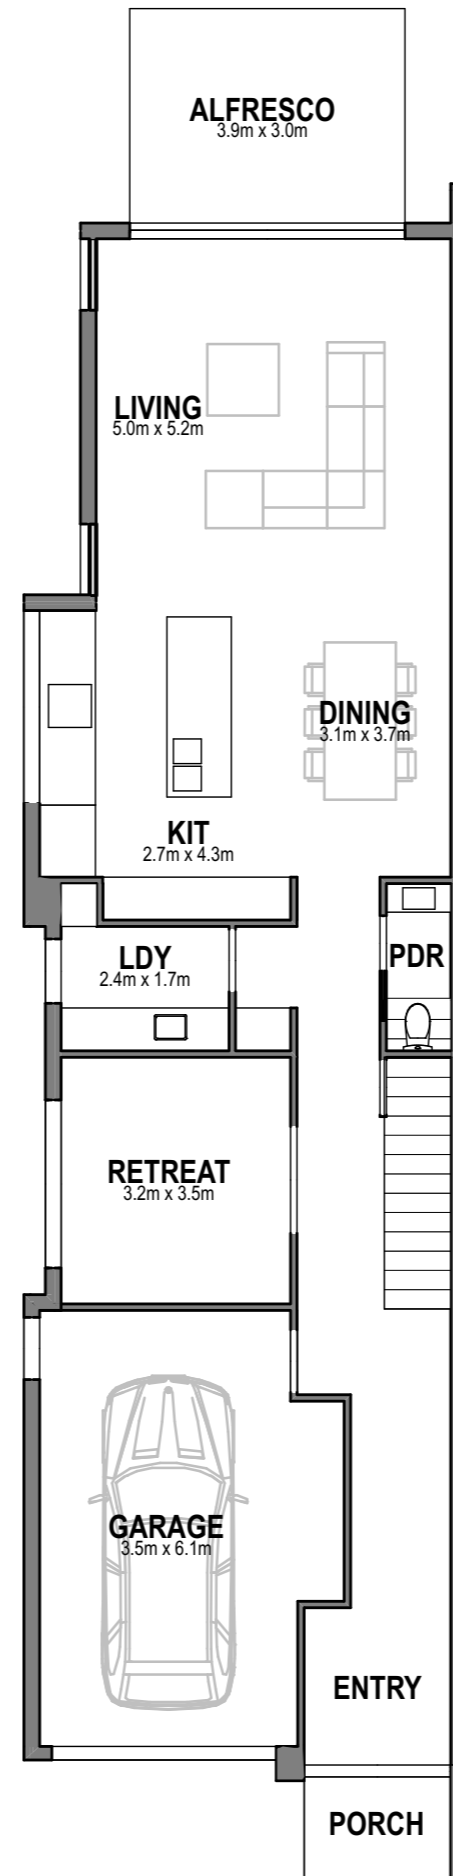 ALFRESCO
3.9m x 3.0m
LIVING
5.0m x 5.2m
DINING
3.1m x 3.7m
KIT
2.7m x 4.3m
LDY
2.4m x 1.7m
PDR
RETREAT
3.2m x 3.5m
GARAGE
3.5m x 6.1m
ENTRY
PORCH